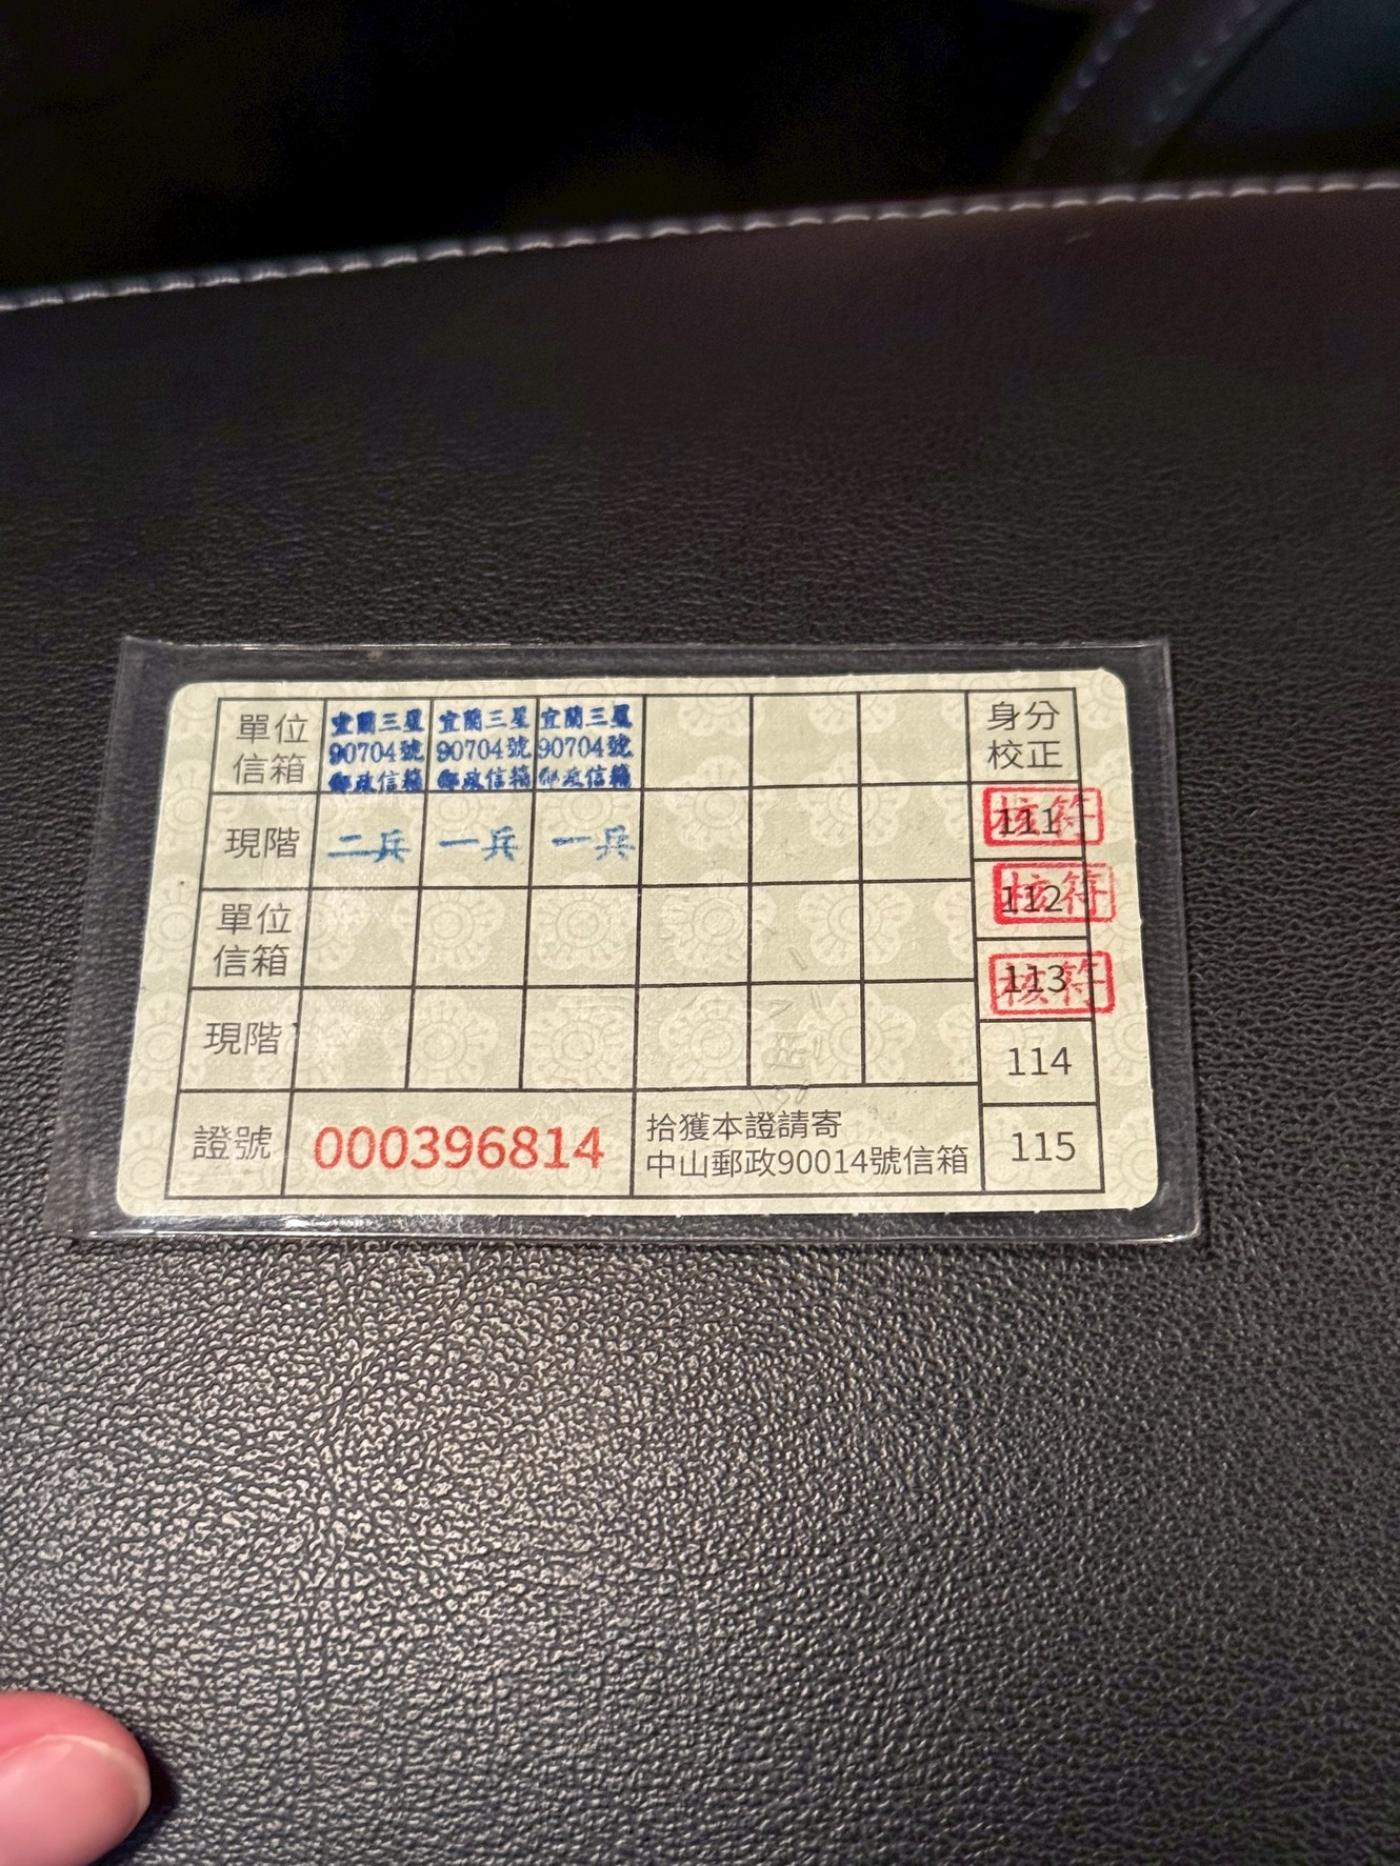 單位信箱
宜蘭三星 宜蘭三星 宜蘭三星
90704號 90704號 90704號
郵政信箱 郵政信箱 郵政信箱
身分校正
現階 二兵 一兵 一兵
核符 111
核符 112
單位信箱
核符 113
現階
114
證號 000396814
拾獲本證請寄
中山郵政90014號信箱
115